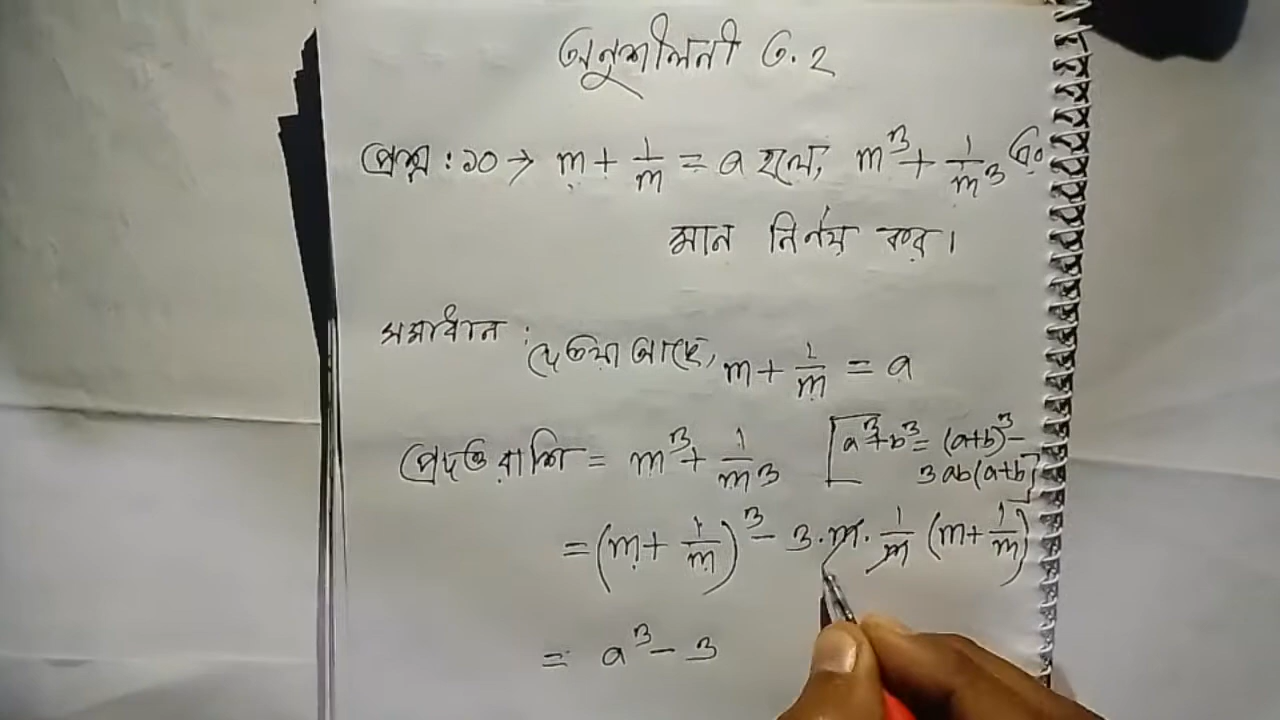 অনুশীলনী ৩.২
প্রশ্ন : ১০ → m + 1/m = a হলে, m³ + 1/m³ এর
মান নির্ণয় কর।
সমাধান : দেওয়া আছে, m + 1/m = a
প্রদত্ত রাশি = m³ + 1/m³ [a³+b³ = (a+b)³ - 3ab(a+b)]
= (m + 1/m)³ - 3·m·1/m (m + 1/m)
= a³ - 3